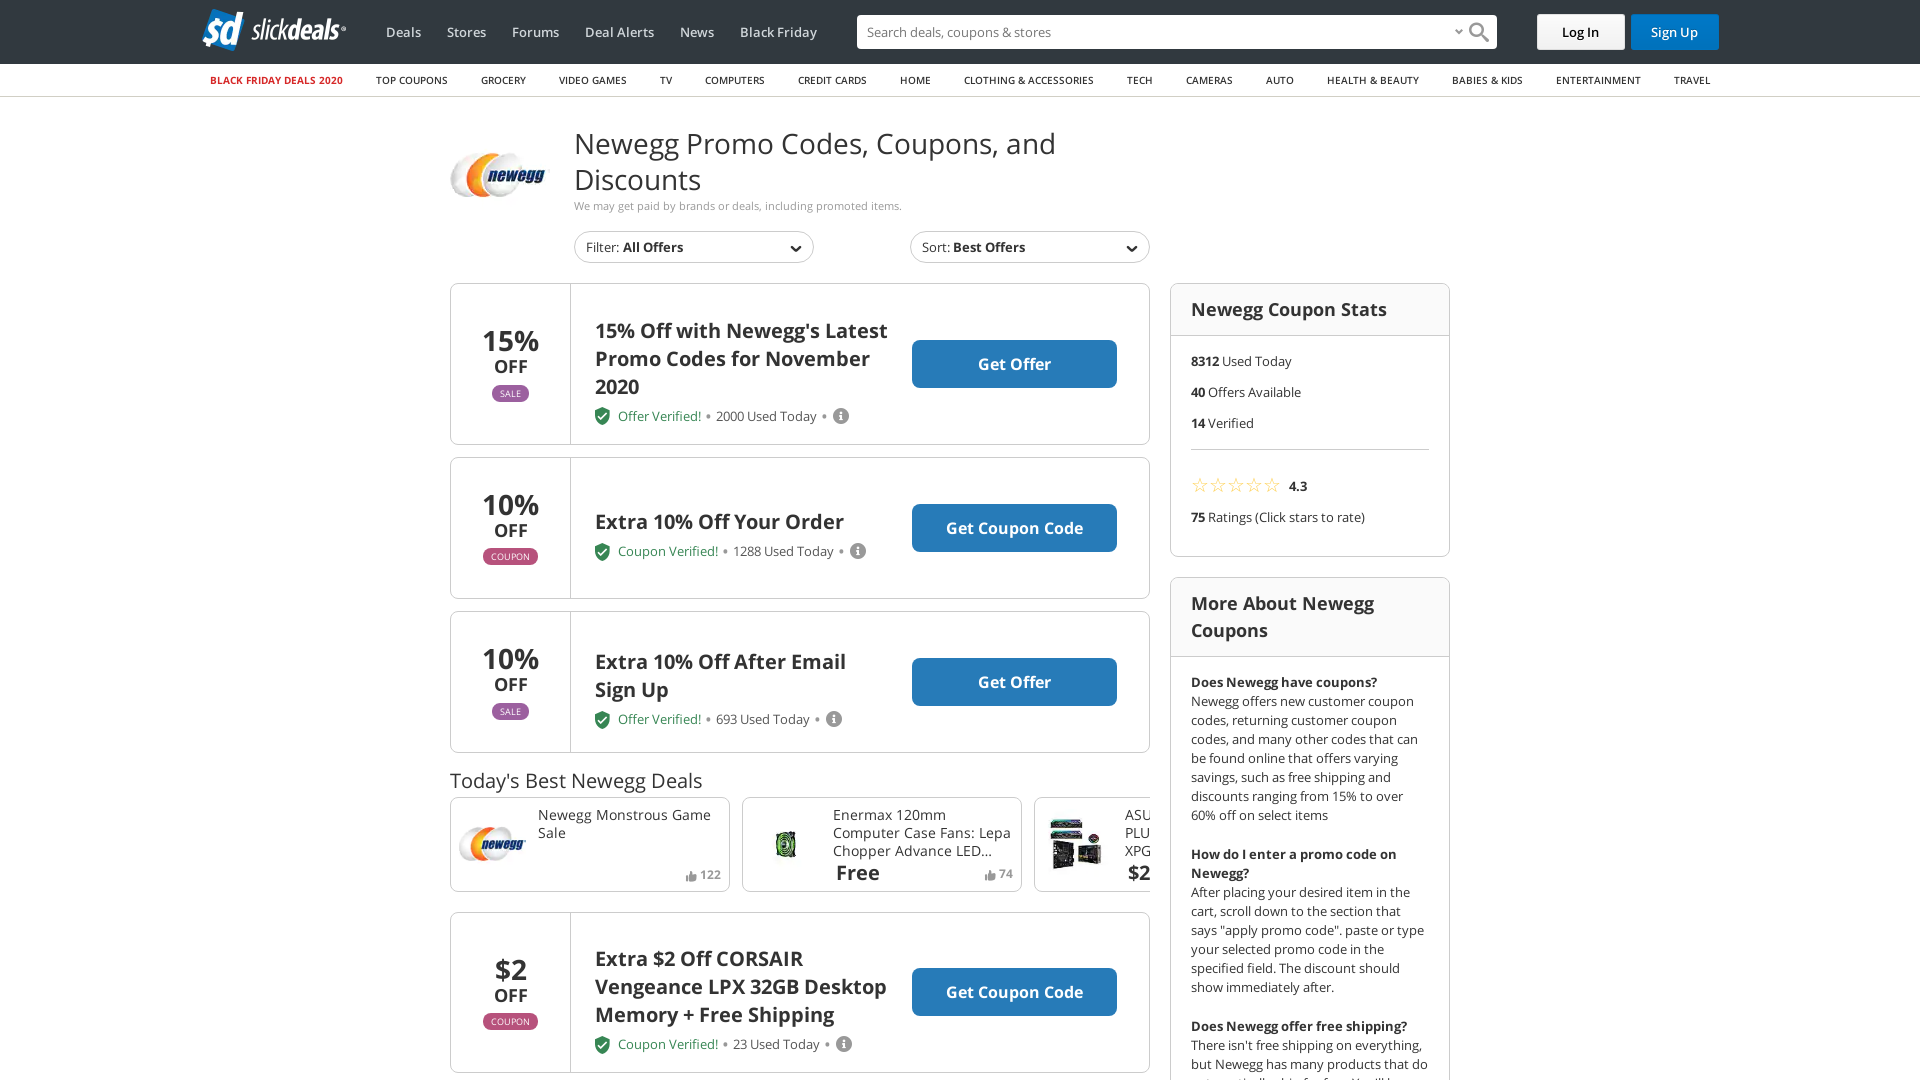 slickdeals
Deals
Stores
Forums
Deal Alerts
News
Black Friday
Search deals, coupons & stores
Log In
Sign Up
BLACK FRIDAY DEALS 2020
TOP COUPONS
GROCERY
VIDEO GAMES
TV
COMPUTERS
CREDIT CARDS
HOME
CLOTHING & ACCESSORIES
TECH
CAMERAS
AUTO
HEALTH & BEAUTY
BABIES & KIDS
ENTERTAINMENT
TRAVEL
newegg
Newegg Promo Codes, Coupons, and
Discounts
We may get paid by brands or deals, including promoted items.
Filter: All Offers
Sort: Best Offers
15%
OFF
SALE
15% Off with Newegg's Latest
Promo Codes for November
2020
Offer Verified! • 2000 Used Today •
Get Offer
10%
OFF
COUPON
Extra 10% Off Your Order
Coupon Verified! • 1288 Used Today •
Get Coupon Code
10%
OFF
SALE
Extra 10% Off After Email
Sign Up
Offer Verified! • 693 Used Today •
Get Offer
Today's Best Newegg Deals
newegg
Newegg Monstrous Game
Sale
122
Enermax 120mm
Computer Case Fans: Lepa
Chopper Advance LED...
Free
74
ASU
PLU
XPG
$2
$2
OFF
COUPON
Extra $2 Off CORSAIR
Vengeance LPX 32GB Desktop
Memory + Free Shipping
Coupon Verified! • 23 Used Today •
Get Coupon Code
Newegg Coupon Stats
8312 Used Today
40 Offers Available
14 Verified
☆☆☆☆☆ 4.3
75 Ratings (Click stars to rate)
More About Newegg
Coupons
Does Newegg have coupons?
Newegg offers new customer coupon
codes, returning customer coupon
codes, and many other codes that can
be found online that offers varying
savings, such as free shipping and
discounts ranging from 15% to over
60% off on select items
How do I enter a promo code on
Newegg?
After placing your desired item in the
cart, scroll down to the section that
says "apply promo code". paste or type
your selected promo code in the
specified field. The discount should
show immediately after.
Does Newegg offer free shipping?
There isn't free shipping on everything,
but Newegg has many products that do